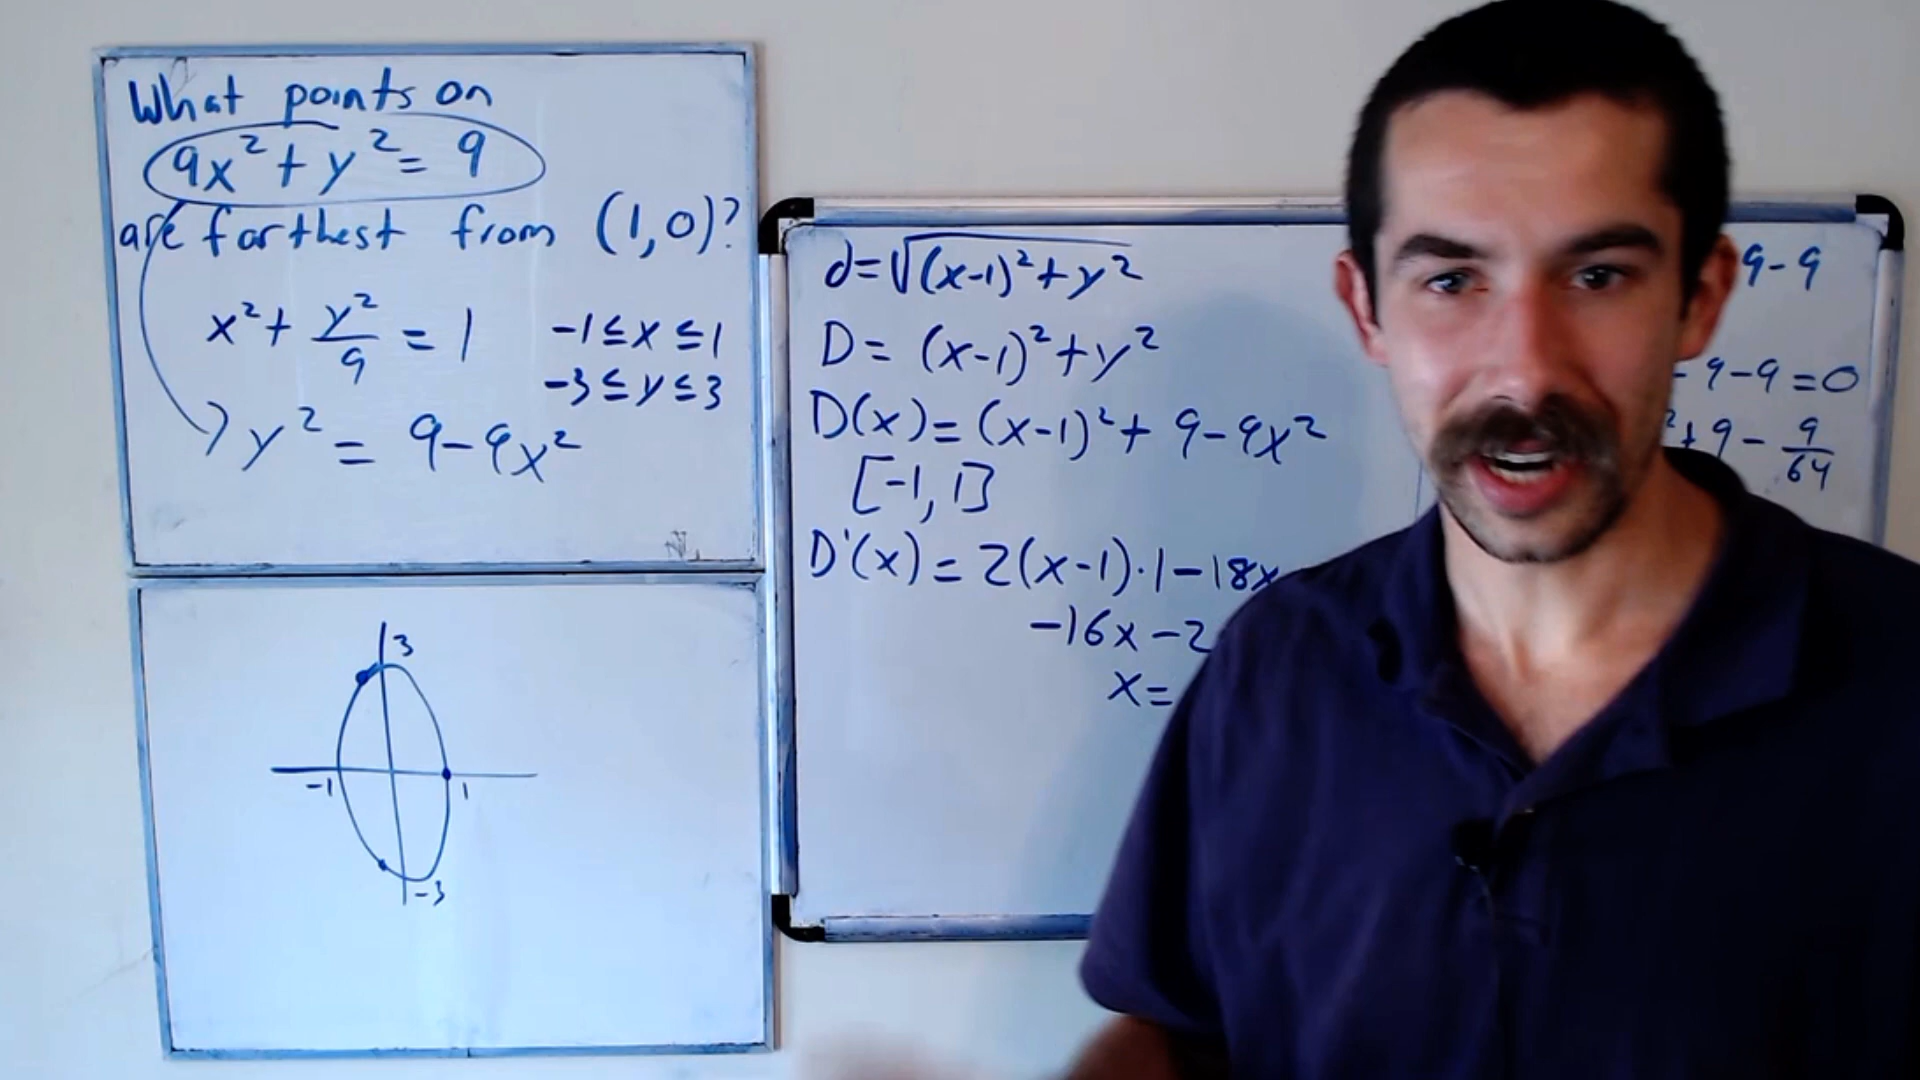 What points on
9x² + y² = 9
are farthest from (1,0)?
x² + y²/9 = 1
-1 ≤ x ≤ 1
-3 ≤ y ≤ 3
y² = 9-9x²
3
-1
1
-3
d=√(x-1)²+y²
D= (x-1)²+y²
D(x)= (x-1)²+ 9-9x²
[-1, 1]
D'(x) = 2(x-1)·1-18x
-16x-2
x=
9-9
-9-9=0
²+9- 9/64